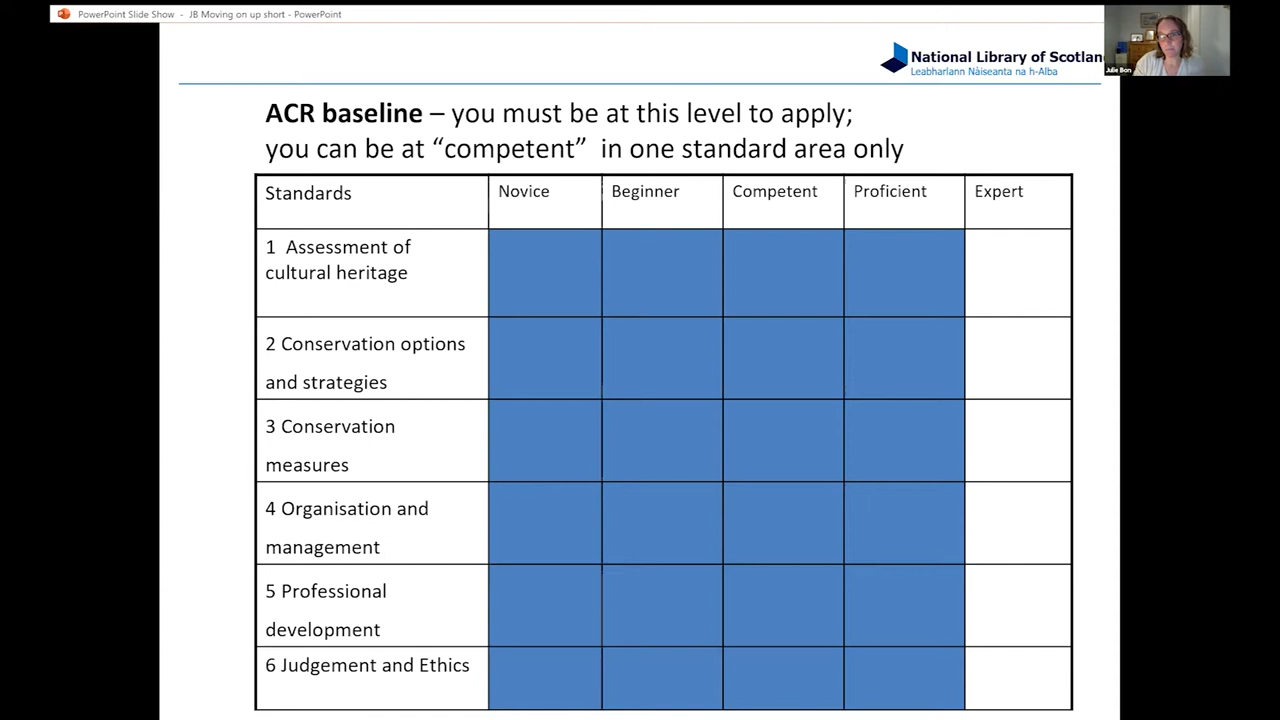 PowerPoint Slide Show - JB Moving on up short - PowerPoint
National Library of Scotlan
Leabharlann Nàiseanta na h-Alba
Julie Bon
ACR baseline – you must be at this level to apply;
you can be at “competent” in one standard area only
Standards Novice Beginner Competent Proficient Expert
1 Assessment of
cultural heritage
2 Conservation options
and strategies
3 Conservation
measures
4 Organisation and
management
5 Professional
development
6 Judgement and Ethics